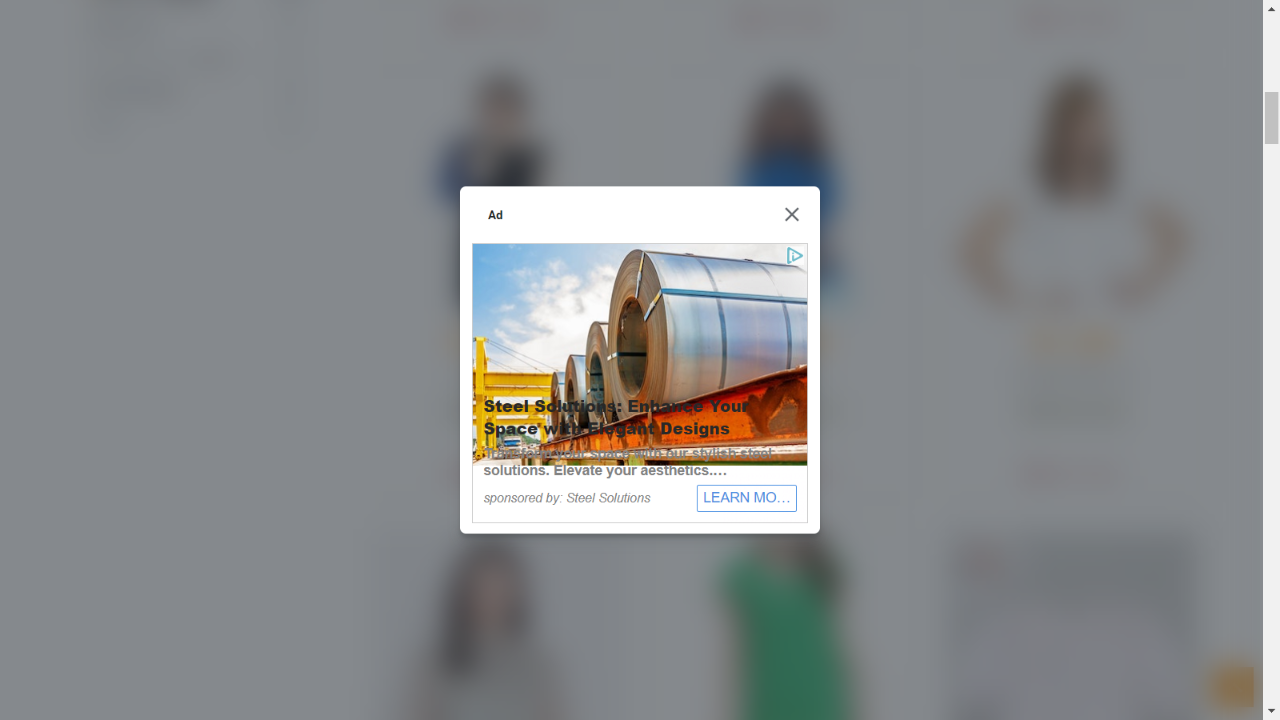 Ad
Steel Solutions: Enhance Your
Space with Elegant Designs
Transform your space with our stylish steel
solutions. Elevate your aesthetics....
sponsored by: Steel Solutions
LEARN MO...